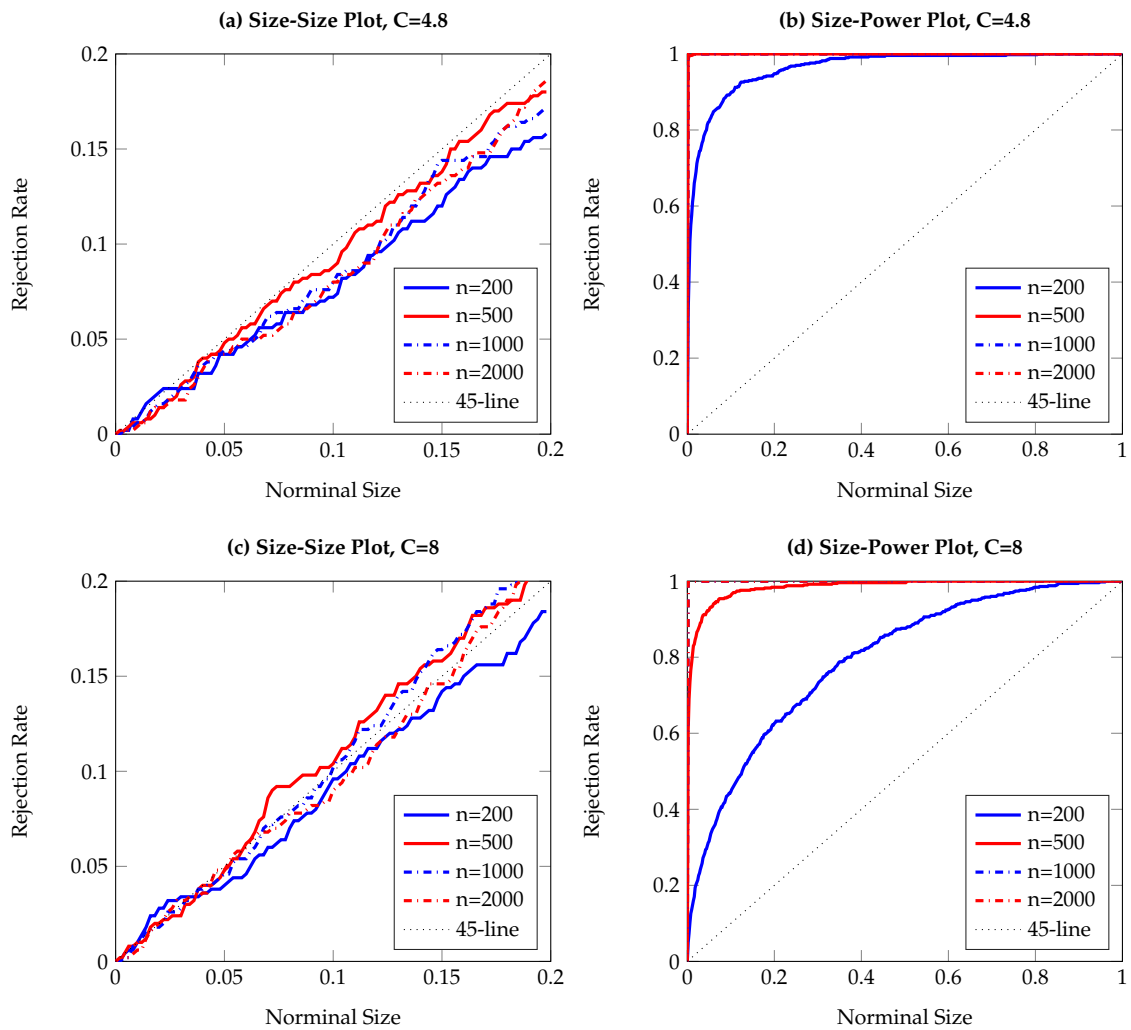 (a) Size-Size Plot, C=4.8
0.2
0.15
0.1
0.05
0
Rejection Rate
0
0.05
0.1
0.15
0.2
Norminal Size
n=200
n=500
n=1000
n=2000
45-line
(b) Size-Power Plot, C=4.8
1
0.8
0.6
0.4
0.2
0
Rejection Rate
0
0.2
0.4
0.6
0.8
1
Norminal Size
n=200
n=500
n=1000
n=2000
45-line
(c) Size-Size Plot, C=8
0.2
0.15
0.1
0.05
0
Rejection Rate
0
0.05
0.1
0.15
0.2
Norminal Size
n=200
n=500
n=1000
n=2000
45-line
(d) Size-Power Plot, C=8
1
0.8
0.6
0.4
0.2
0
Rejection Rate
0
0.2
0.4
0.6
0.8
1
Norminal Size
n=200
n=500
n=1000
n=2000
45-line